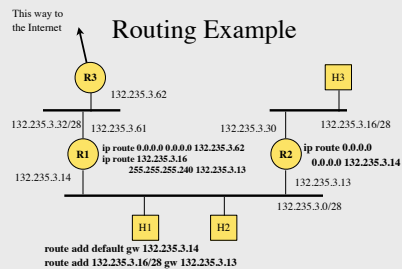 This way to
the Internet
Routing Example
R3
132.235.3.62
H3
132.235.3.32/28
132.235.3.61
132.235.3.30
132.235.3.16/28
R1
ip route 0.0.0.0 0.0.0.0 132.235.3.62
ip route 132.235.3.16
255.255.255.240 132.235.3.13
R2
ip route 0.0.0.0
0.0.0.0 132.235.3.14
132.235.3.14
132.235.3.13
132.235.3.0/28
H1
H2
route add default gw 132.235.3.14
route add 132.235.3.16/28 gw 132.235.3.13